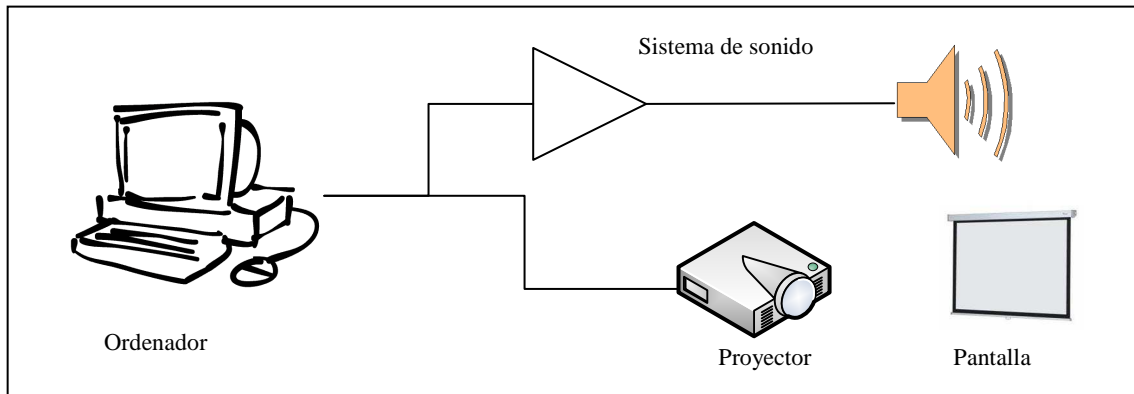 Sistema de sonido
Ordenador
Proyector
Pantalla